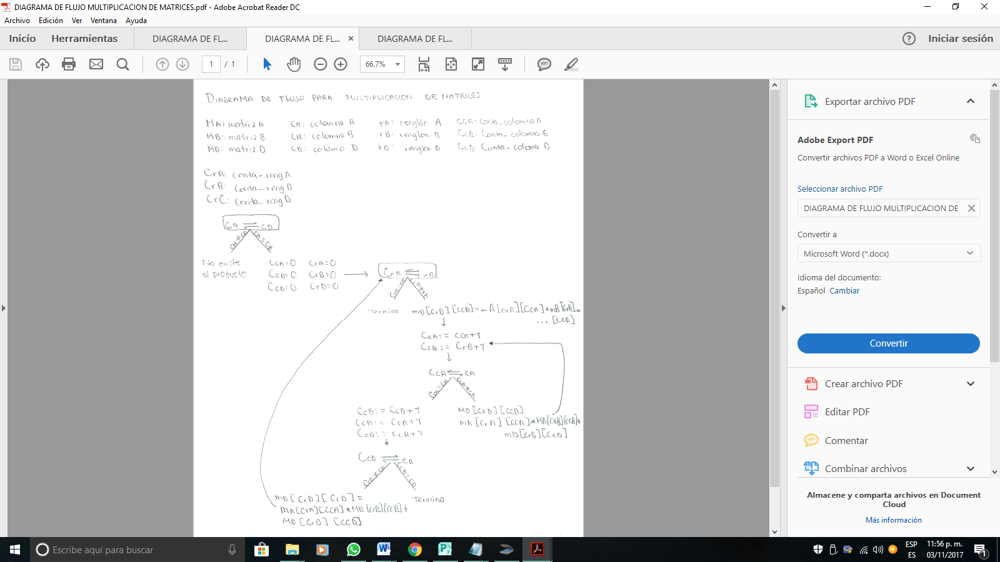 DIAGRAMA DE FLUJO MULTIPLICACION DE MATRICES.pdf - Adobe Acrobat Reader DC
Archivo Edición Ver Ventana Ayuda
Inicio Herramientas DIAGRAMA DE FL... DIAGRAMA DE FL... × DIAGRAMA DE FL... ? Iniciar sesión
1 / 1 66.7%
DIAGRAMA DE FLUJO PARA MULTIPLICACION DE MATRICES
MA: matriz A CA: colomna A rA: renglón A CCA: Conta-colomna A
MB: matriz B CB: colomna B rB: renglon B CcB: Conta-colomna B
MD: matriz D CD: coloma D rD: renglon D CcD: Conta-coloma D
CrA: conta-reng A
CrB: Conta-reng B
CrC: Conta-reng D
CA ⇌ CB
CA ≠ CB CA = CB
No existe CcA=0 CrA=0
el producto CcB=0 CrB=0
CcD=0 CrD=0
CrA ⇌ rA
CrA=rA CrA≠rA
Termina mD[CrD][CCD]=mA[CrA][CCA]*mB[CrB]...
...[CCB]
CCA:= CCA+1
CCB:= CrB+1
CCA ⇌ CA
CCA=CA CCA≠CA
CcD:= CcD+1 MD[CrD][CCD]
CCA:= CCA+1 mA[CrA][CCA]*MB[CrB][CCB]+
CcB:= CcB+1 mD[CrD][CCD]
CcD ⇌ CD
CcD≠CD CcD=CD
mD[CrD][CcD]= Termina
mA[CrA][CCA]*MB[CrB][CCB]+
MD[CrD][CCD]
Exportar archivo PDF
Adobe Export PDF
Convertir archivos PDF a Word o Excel Online
Seleccionar archivo PDF
DIAGRAMA DE FLUJO MULTIPLICACION DE
Convertir a
Microsoft Word (*.docx)
Idioma del documento:
Español Cambiar
Convertir
Crear archivo PDF
Editar PDF
Comentar
Combinar archivos
Almacene y comparta archivos en Document
Cloud
Más información
Escribe aquí para buscar
ESP
ES
11:56 p. m.
03/11/2017
1